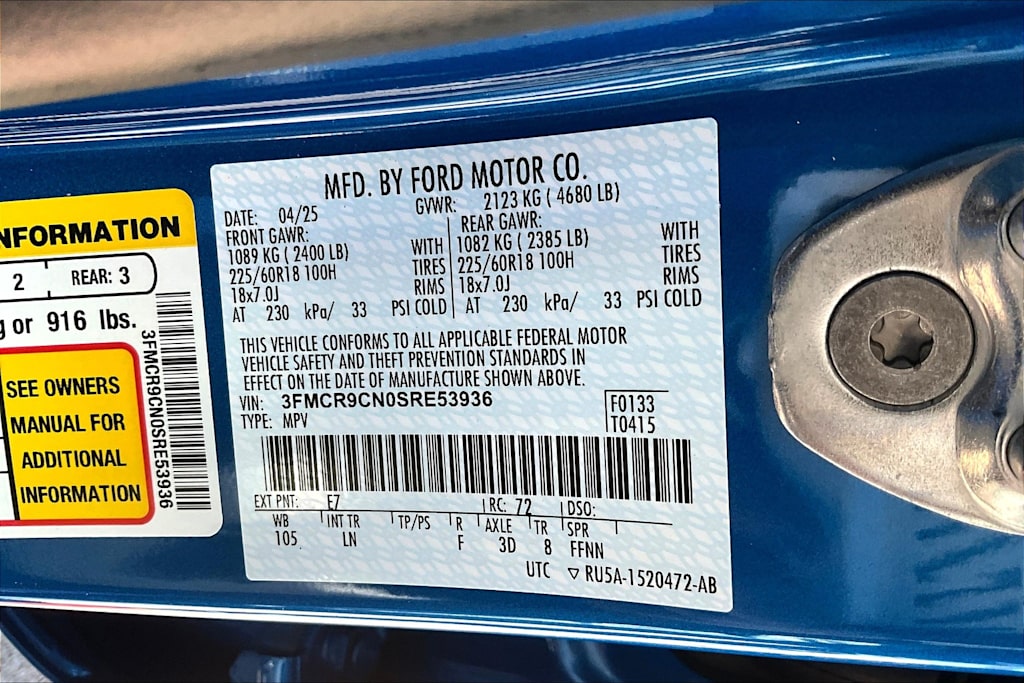 NFORMATION
2 REAR: 3
g or 916 lbs.
SEE OWNERS
MANUAL FOR
ADDITIONAL
INFORMATION
3FMCR9CN0SRE53936
MFD. BY FORD MOTOR CO.
DATE: 04/25 GVWR: 2123 KG ( 4680 LB)
FRONT GAWR: REAR GAWR:
1089 KG ( 2400 LB) WITH 1082 KG ( 2385 LB) WITH
225/60R18 100H TIRES 225/60R18 100H TIRES
18x7.0J RIMS 18x7.0J RIMS
AT 230 kPa/ 33 PSI COLD AT 230 kPa/ 33 PSI COLD
THIS VEHICLE CONFORMS TO ALL APPLICABLE FEDERAL MOTOR
VEHICLE SAFETY AND THEFT PREVENTION STANDARDS IN
EFFECT ON THE DATE OF MANUFACTURE SHOWN ABOVE.
VIN: 3FMCR9CN0SRE53936 F0133
TYPE: MPV T0415
EXT PNT: E7 RC: 72 DSO:
WB INT TR TP/PS R AXLE TR SPR
105 LN F 3D 8 FFNN
UTC ▽ RU5A-1520472-AB